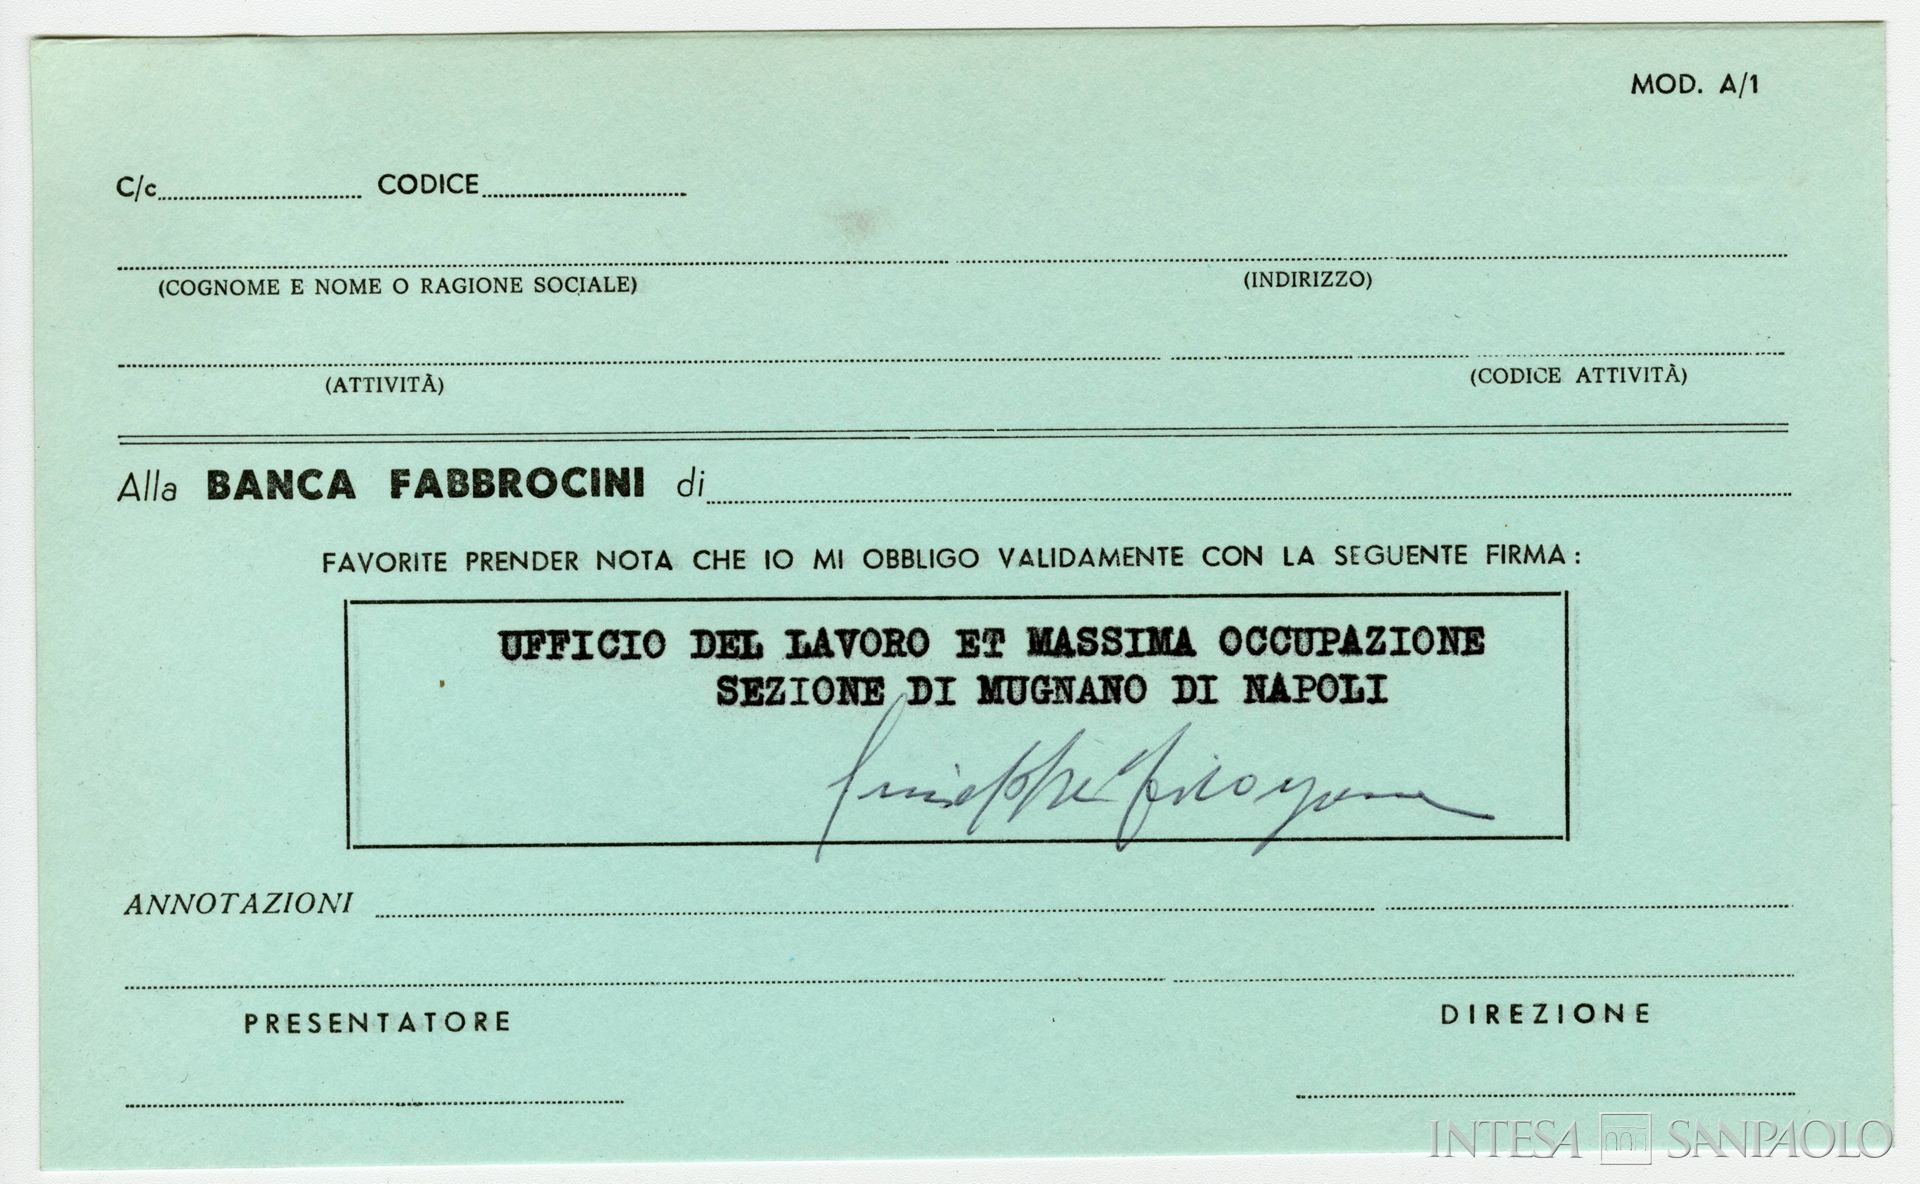 MOD. A/1
C/c CODICE
(COGNOME E NOME O RAGIONE SOCIALE) (INDIRIZZO)
(ATTIVITÀ) (CODICE ATTIVITÀ)
Alla BANCA FABBROCINI di
FAVORITE PRENDER NOTA CHE IO MI OBBLIGO VALIDAMENTE CON LA SEGUENTE FIRMA:
UFFICIO DEL LAVORO ET MASSIMA OCCUPAZIONE
SEZIONE DI MUGNANO DI NAPOLI
Giuseppe
ANNOTAZIONI
PRESENTATORE DIREZIONE
INTESA SANPAOLO